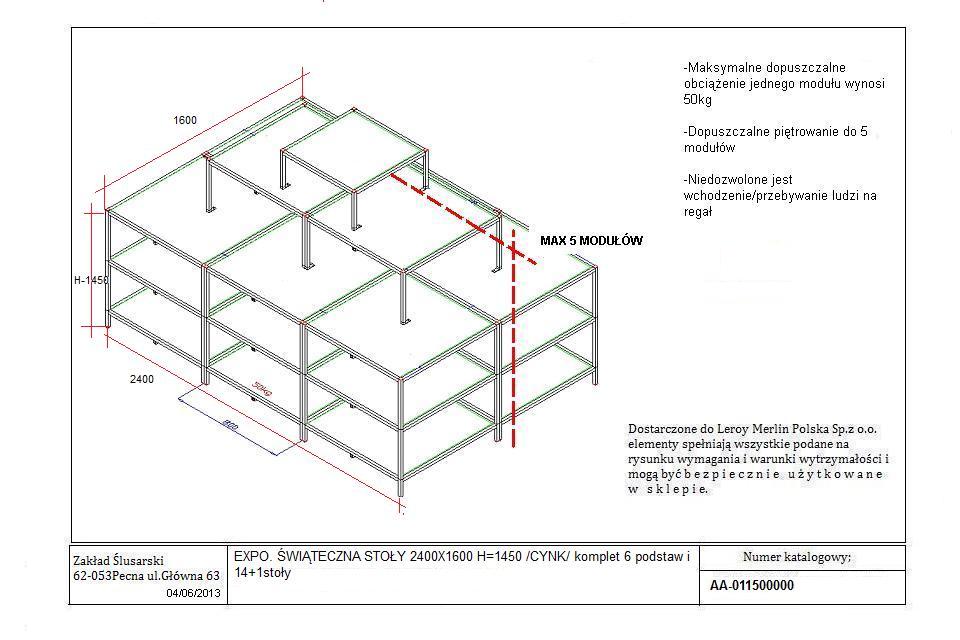 1600
-Maksymalne dopuszczalne
obciążenie jednego modułu wynosi
50kg
-Dopuszczalne piętrowanie do 5
modułów
-Niedozwolone jest
wchodzenie/przebywanie ludzi na
regał
MAX 5 MODUŁÓW
H-1450
2400
50kg
800
Dostarczone do Leroy Merlin Polska Sp.z o.o.
elementy spełniają wszystkie podane na
rysunku wymagania i warunki wytrzymałości i
mogą być bezpiecznie użytkowane
w sklepie.
Zakład Ślusarski
62-053Pecna ul.Główna 63
04/06/2013
EXPO. ŚWIĄTECZNA STOŁY 2400X1600 H=1450 /CYNK/ komplet 6 podstaw i
14+1stoły
Numer katalogowy;
AA-011500000